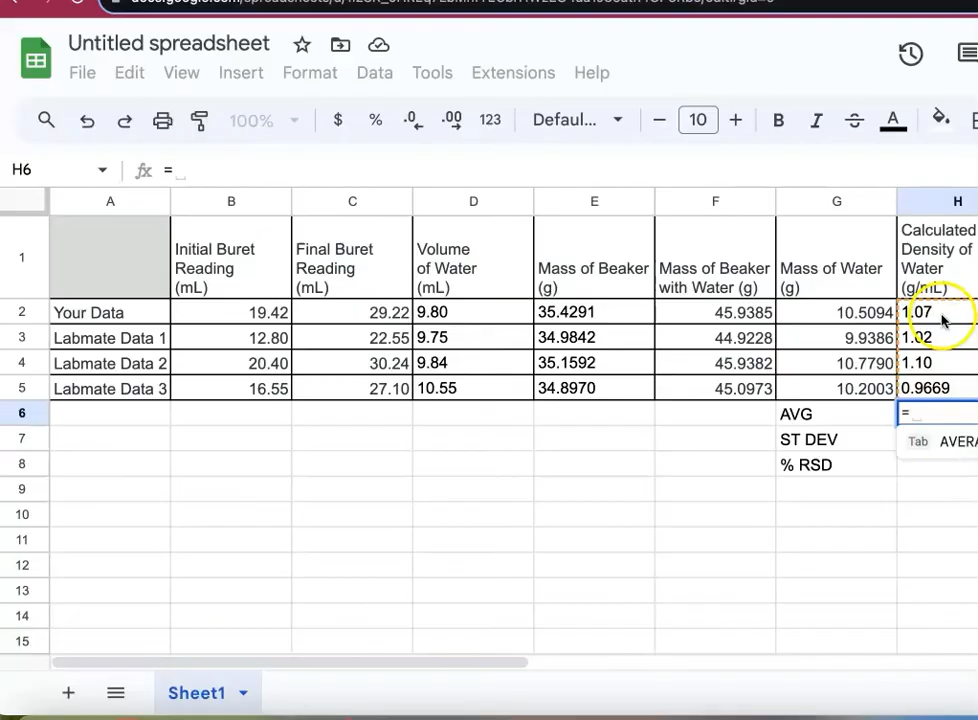 Untitled spreadsheet
File Edit View Insert Format Data Tools Extensions Help
100% $ % .0 .00 123 Defaul... 10 B I A
H6 fx =
A B C D E F G H
1 Initial Buret Reading (mL) Final Buret Reading (mL) Volume of Water (mL) Mass of Beaker (g) Mass of Beaker with Water (g) Mass of Water (g) Calculated Density of Water (g/mL)
2 Your Data 19.42 29.22 9.80 35.4291 45.9385 10.5094 1.07
3 Labmate Data 1 12.80 22.55 9.75 34.9842 44.9228 9.9386 1.02
4 Labmate Data 2 20.40 30.24 9.84 35.1592 45.9382 10.7790 1.10
5 Labmate Data 3 16.55 27.10 10.55 34.8970 45.0973 10.2003 0.9669
6 AVG =
7 ST DEV Tab AVERA
8 % RSD
9
10
11
12
13
14
15
Sheet1